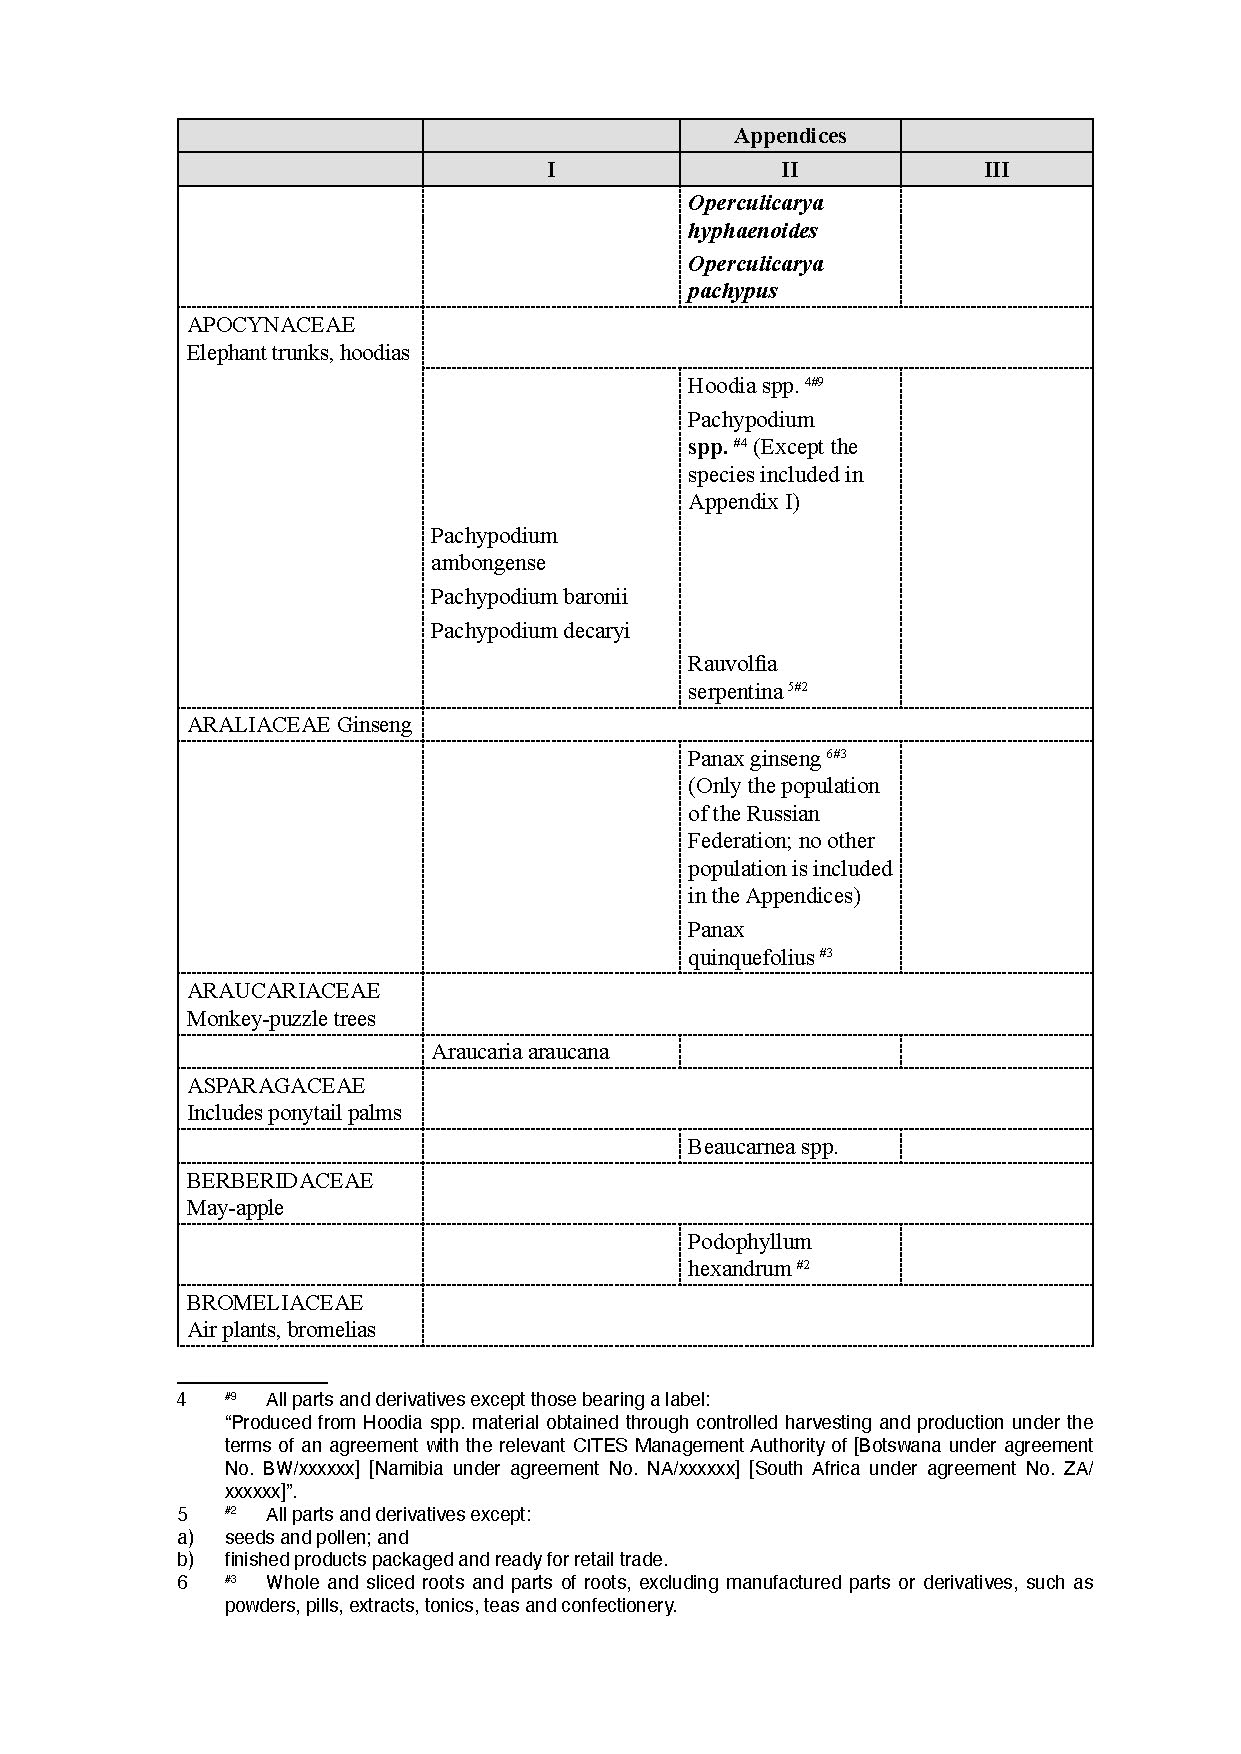 Appendices
I II III
Operculicarya
hyphaenoides
Operculicarya
pachypus
APOCYNACEAE
Elephant trunks, hoodias
Hoodia spp. 4#9
Pachypodium
spp. #4 (Except the
species included in
Appendix I)
Pachypodium
ambongense
Pachypodium baronii
Pachypodium decaryi
Rauvolfia
serpentina 5#2
ARALIACEAE Ginseng
Panax ginseng 6#3
(Only the population
of the Russian
Federation; no other
population is included
in the Appendices)
Panax
quinquefolius #3
ARAUCARIACEAE
Monkey-puzzle trees
Araucaria araucana
ASPARAGACEAE
Includes ponytail palms
Beaucarnea spp.
BERBERIDACEAE
May-apple
Podophyllum
hexandrum #2
BROMELIACEAE
Air plants, bromelias
4 #9 All parts and derivatives except those bearing a label:
“Produced from Hoodia spp. material obtained through controlled harvesting and production under the
terms of an agreement with the relevant CITES Management Authority of [Botswana under agreement
No. BW/xxxxxx] [Namibia under agreement No. NA/xxxxxx] [South Africa under agreement No. ZA/
xxxxxx]”.
5 #2 All parts and derivatives except:
a) seeds and pollen; and
b) finished products packaged and ready for retail trade.
6 #3 Whole and sliced roots and parts of roots, excluding manufactured parts or derivatives, such as
powders, pills, extracts, tonics, teas and confectionery.